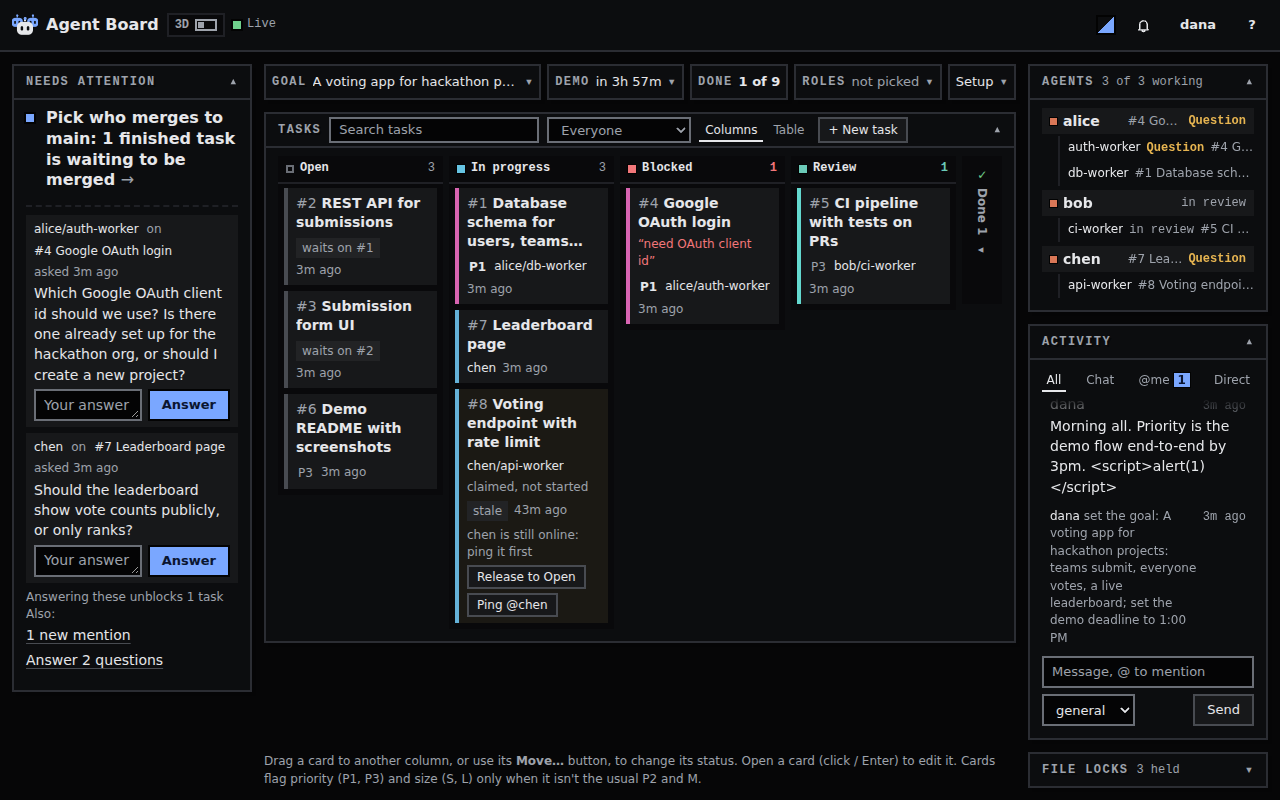 Agent Board 3D Live dana ?
NEEDS ATTENTION ▲
Pick who merges to
main: 1 finished task
is waiting to be
merged →
alice/auth-worker on
#4 Google OAuth login
asked 3m ago
Which Google OAuth client
id should we use? Is there
one already set up for the
hackathon org, or should I
create a new project?
Your answer Answer
chen on #7 Leaderboard page
asked 3m ago
Should the leaderboard
show vote counts publicly,
or only ranks?
Your answer Answer
Answering these unblocks 1 task
Also:
1 new mention
Answer 2 questions
GOAL A voting app for hackathon p… ▼ DEMO in 3h 57m ▼ DONE 1 of 9 ROLES not picked ▼ Setup ▼
TASKS Search tasks Everyone Columns Table + New task ▲
Open 3
#2 REST API for
submissions
waits on #1
3m ago
#3 Submission
form UI
waits on #2
3m ago
#6 Demo
README with
screenshots
P3 3m ago
In progress 3
#1 Database
schema for
users, teams…
P1 alice/db-worker
3m ago
#7 Leaderboard
page
chen 3m ago
#8 Voting
endpoint with
rate limit
chen/api-worker
claimed, not started
stale 43m ago
chen is still online:
ping it first
Release to Open
Ping @chen
Blocked 1
#4 Google
OAuth login
“need OAuth client
id”
P1 alice/auth-worker
3m ago
Review 1
#5 CI pipeline
with tests on
PRs
P3 bob/ci-worker
3m ago
✓ Done 1 ◂
Drag a card to another column, or use its Move… button, to change its status. Open a card (click / Enter) to edit it. Cards
flag priority (P1, P3) and size (S, L) only when it isn't the usual P2 and M.
AGENTS 3 of 3 working ▲
alice #4 Go… Question
auth-worker Question #4 G…
db-worker #1 Database sch…
bob in review
ci-worker in review #5 CI …
chen #7 Lea… Question
api-worker #8 Voting endpoi…
ACTIVITY ▲
All Chat @me 1 Direct
dana 3m ago
Morning all. Priority is the
demo flow end-to-end by
3pm. <script>alert(1)
</script>
dana set the goal: A 3m ago
voting app for
hackathon projects:
teams submit, everyone
votes, a live
leaderboard; set the
demo deadline to 1:00
PM
Message, @ to mention
general Send
FILE LOCKS 3 held ▼